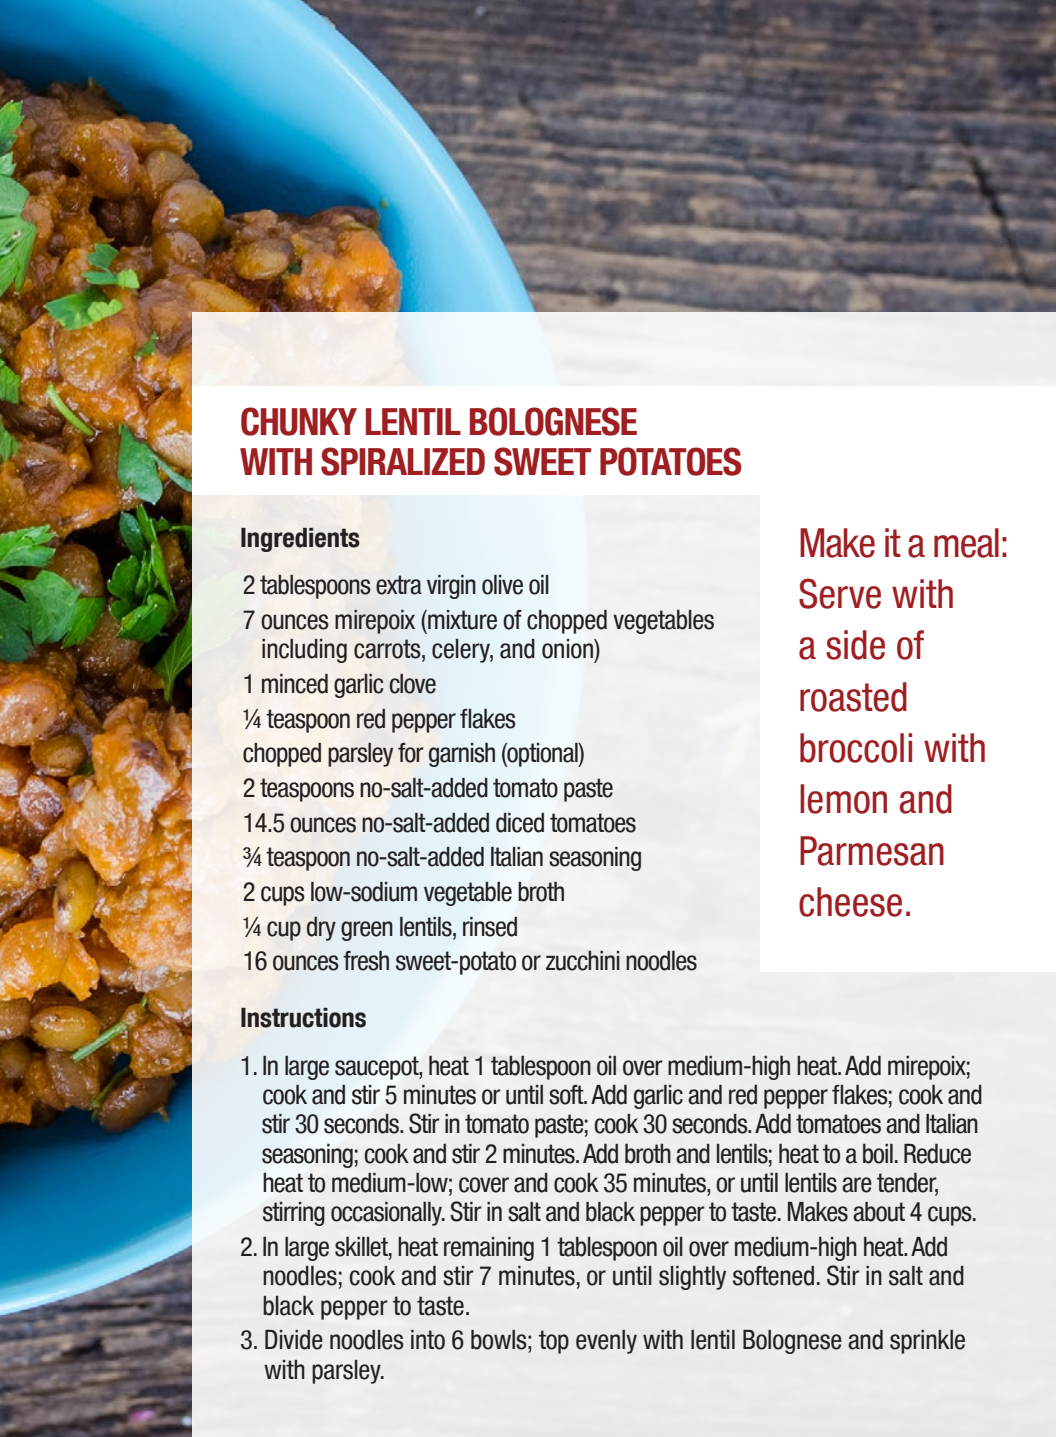 CHUNKY LENTIL BOLOGNESE
WITH SPIRALIZED SWEET POTATOES
Ingredients
2 tablespoons extra virgin olive oil
7 ounces mirepoix (mixture of chopped vegetables
including carrots, celery, and onion)
1 minced garlic clove
¼ teaspoon red pepper flakes
chopped parsley for garnish (optional)
2 teaspoons no-salt-added tomato paste
14.5 ounces no-salt-added diced tomatoes
¾ teaspoon no-salt-added Italian seasoning
2 cups low-sodium vegetable broth
¼ cup dry green lentils, rinsed
16 ounces fresh sweet-potato or zucchini noodles
Make it a meal:
Serve with
a side of
roasted
broccoli with
lemon and
Parmesan
cheese.
Instructions
1. In large saucepot, heat 1 tablespoon oil over medium-high heat. Add mirepoix;
cook and stir 5 minutes or until soft. Add garlic and red pepper flakes; cook and
stir 30 seconds. Stir in tomato paste; cook 30 seconds. Add tomatoes and Italian
seasoning; cook and stir 2 minutes. Add broth and lentils; heat to a boil. Reduce
heat to medium-low; cover and cook 35 minutes, or until lentils are tender,
stirring occasionally. Stir in salt and black pepper to taste. Makes about 4 cups.
2. In large skillet, heat remaining 1 tablespoon oil over medium-high heat. Add
noodles; cook and stir 7 minutes, or until slightly softened. Stir in salt and
black pepper to taste.
3. Divide noodles into 6 bowls; top evenly with lentil Bolognese and sprinkle
with parsley.